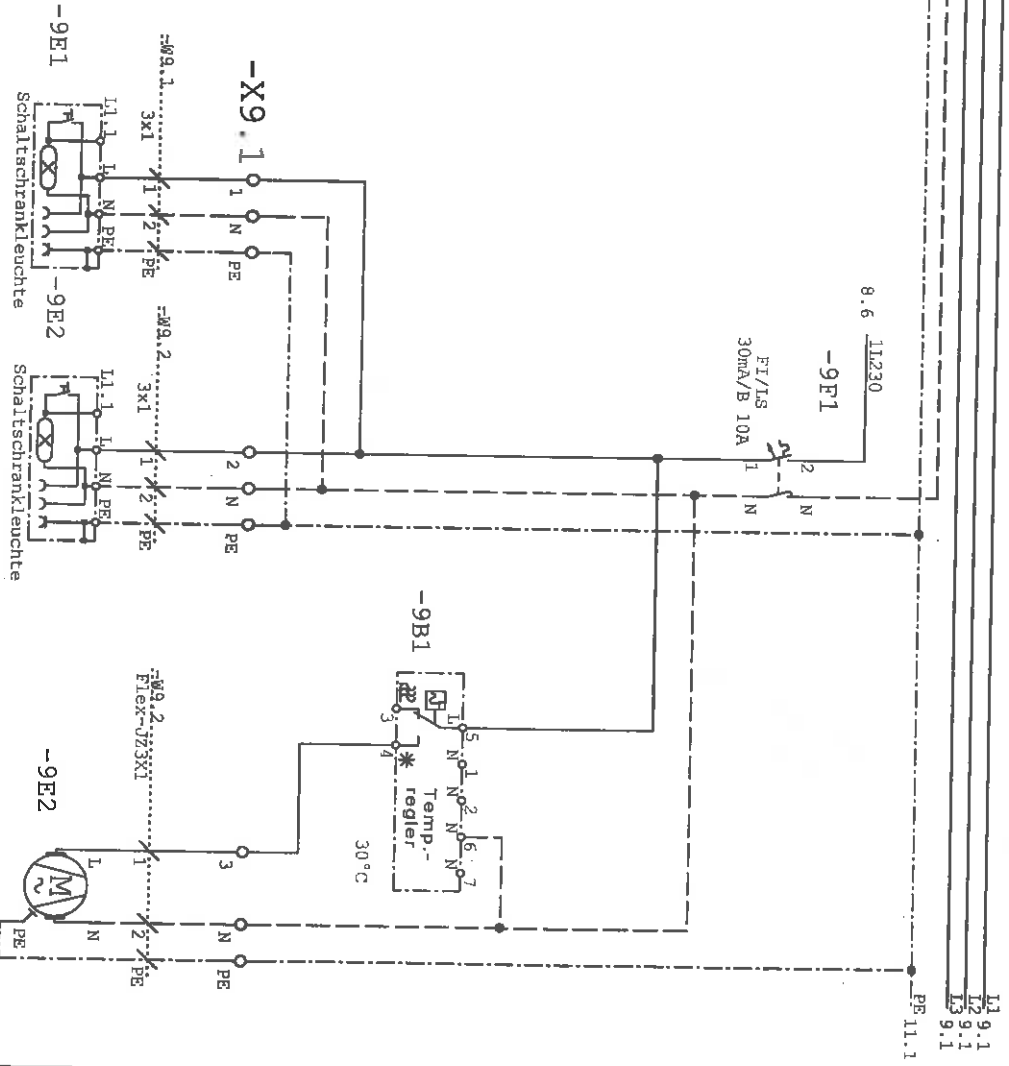 L1 9.1
L2 9.1
L3 9.1
PE 11.1
8.6
1L230
-9F1
2
N
FI/LS
30mA/B 10A
1
N
-9B1
L
5
N
1
N
2
N
6
N
7
3
4
Temp.-
regler
30°C
-X9.1
1
N
PE
2
N
PE
3
N
PE
-W9.1
3x1
1
2
PE
-W9.2
3x1
1
2
PE
-W9.2
Flex-JZ3X1
1
2
PE
-9E1
L1.1
L
N
PE
X
Schaltschrankleuchte
-9E2
L1.1
L
N
PE
X
Schaltschrankleuchte
-9E2
L
N
M
~
PE